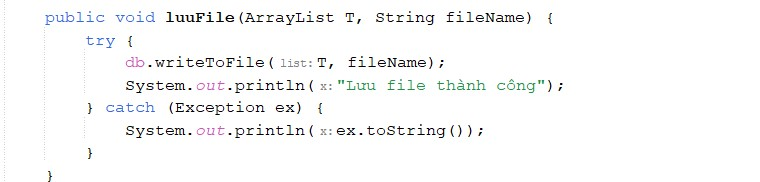 public void luuFile(ArrayList T, String fileName) {
try {
db.writeToFile( list: T, fileName);
System.out.println( x: "Lưu file thành công");
} catch (Exception ex) {
System.out.println( x: ex.toString());
}
}